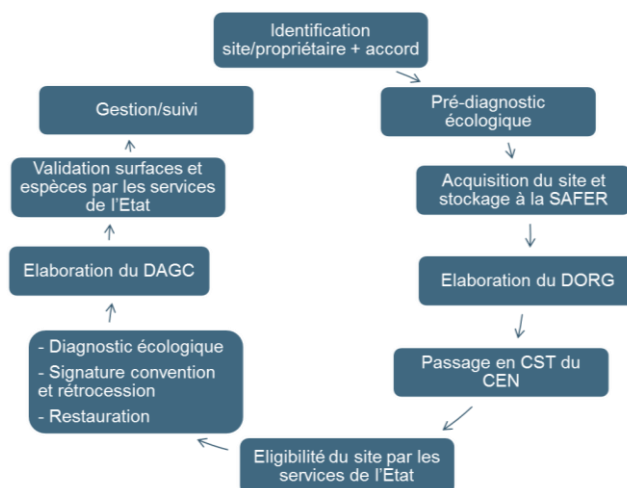 Identification
site/propriétaire + accord
Pré-diagnostic
écologique
Acquisition du site et
stockage à la SAFER
Elaboration du DORG
Passage en CST du
CEN
Eligibilité du site par les
services de l'Etat
- Diagnostic écologique
- Signature convention
et rétrocession
- Restauration
Elaboration du DAGC
Validation surfaces et
espèces par les services
de l'Etat
Gestion/suivi